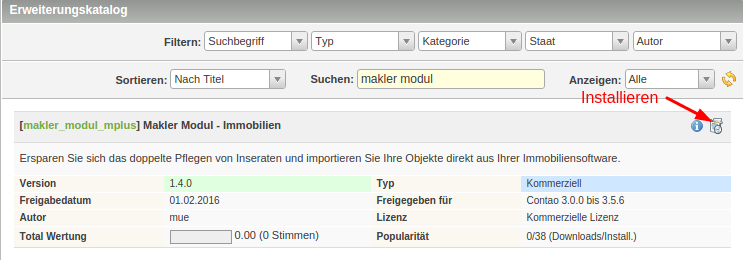 Erweiterungskatalog
Filtern: Suchbegriff Typ Kategorie Staat Autor
Sortieren: Nach Titel Suchen: makler modul Anzeigen: Alle
Installieren
[makler_modul_mplus] Makler Modul - Immobilien
Ersparen Sie sich das doppelte Pflegen von Inseraten und importieren Sie Ihre Objekte direkt aus Ihrer Immobiliensoftware.
Version 1.4.0 Typ Kommerziell
Freigabedatum 01.02.2016 Freigegeben für Contao 3.0.0 bis 3.5.6
Autor mue Lizenz Kommerzielle Lizenz
Total Wertung 0.00 (0 Stimmen) Popularität 0/38 (Downloads/Install.)